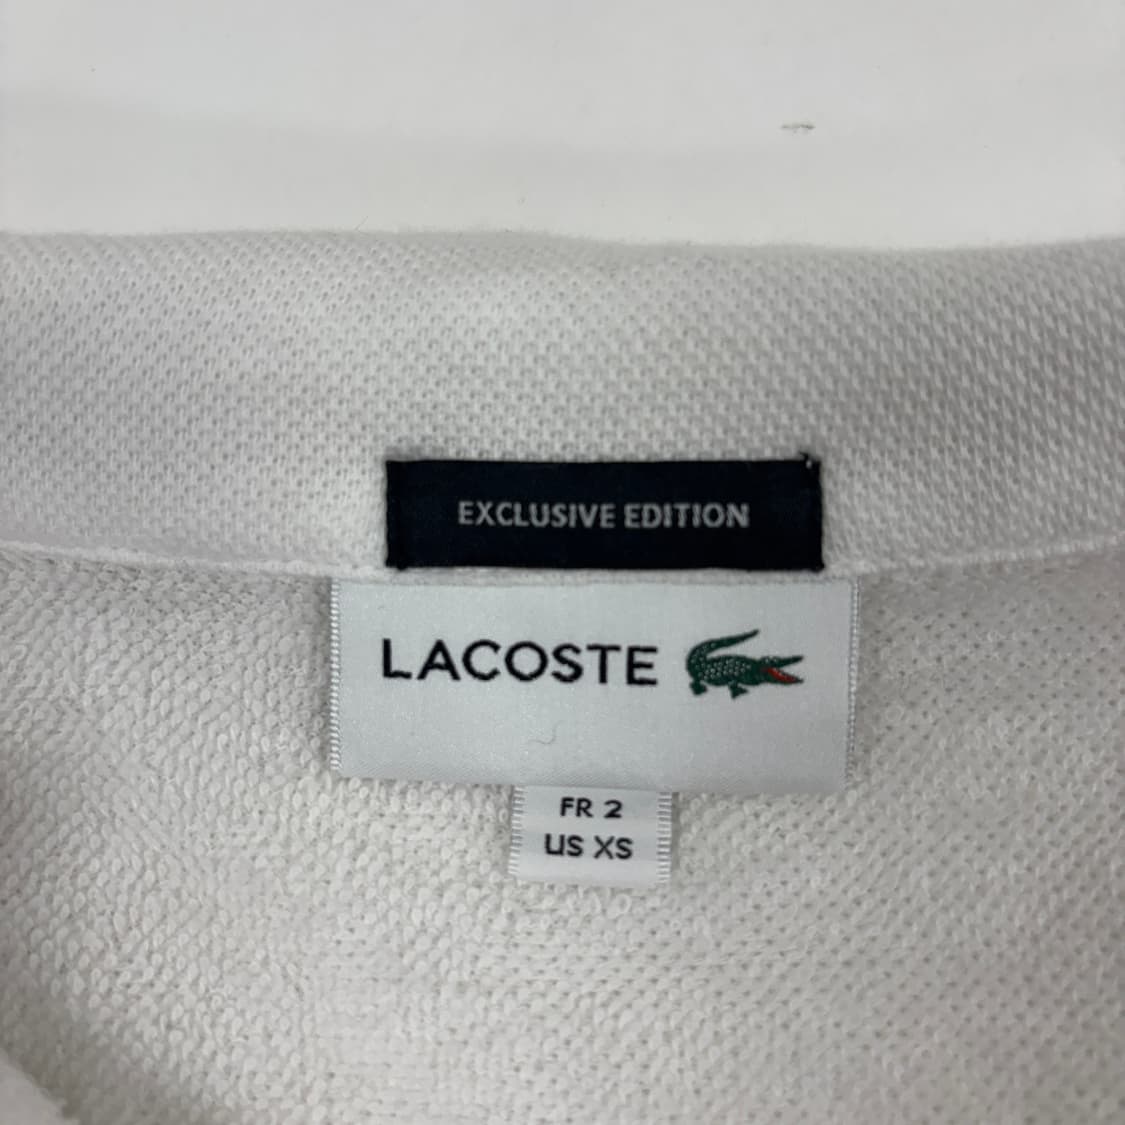 EXCLUSIVE EDITION
LACOSTE
FR 2
US XS